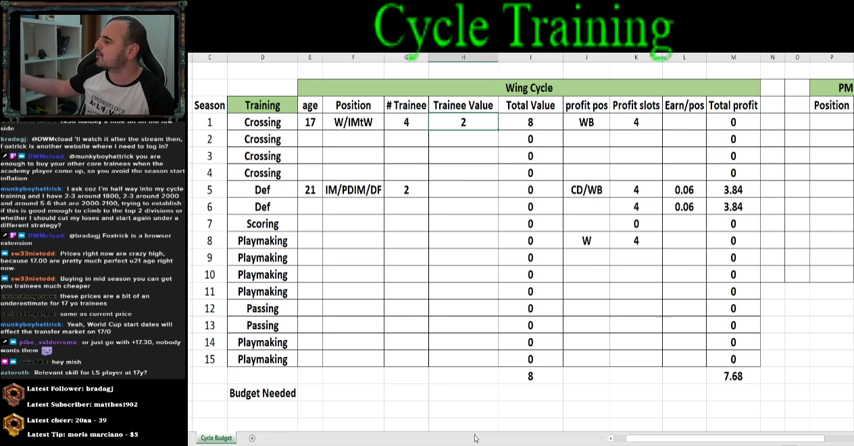 Cycle Training
C D E F G H I J K L M N O P
Wing Cycle PM
Season Training age Position # Trainee Trainee Value Total Value profit pos Profit slots Earn/pos Total profit Position
1 Crossing 17 W/IMtW 4 2 8 WB 4 0
2 Crossing 0 0
3 Crossing 0 0
4 Crossing 0 0
5 Def 21 IM/PDIM/DF 2 0 CD/WB 4 0.06 3.84
6 Def 0 4 0.06 3.84
7 Scoring 0 0 0
8 Playmaking 0 W 4 0
9 Playmaking 0 0
10 Playmaking 0 0
11 Playmaking 0 0
12 Passing 0 0
13 Passing 0 0
14 Playmaking 0 0
15 Playmaking 0 0
8 7.68
Budget Needed
Cycle Budget
side
bradagj: @DWMcload 'll watch it after the stream then,
Foxtrick is another website where i need to log in?
DWMcload: @munkyboyhattrick you are
enough to buy your other core trainees when the
academy player come up, so you avoid the season start
inflation
munkyboyhattrick: I ask coz I'm half way into my cycle
training and I have 2-3 around 1800, 2-3 around 2000
and around 5-6 that are 2000-2100, trying to establish
if this is good enough to climb to the top 2 divisions or
whether I should cut my loses and start again under a
different strategy?
DWMcload: @bradagj Foxtrick is a browser
extension
sw33nietodd: Prices right now are crazy high,
because 17.00 are pretty much perfect u21 age right
now.
sw33nietodd: Buying in mid season you can get
you trainees much cheaper
these prices are a bit of an
underestimate for 17 yo trainees
same as current price
munkyboyhattrick: Yeah, World Cup start dates will
effect the transfer market on 17/0
pibe_valderrama: or just go with +17.30, nobody
wants them
hey mish
azteroth: Relevant skill for LS player at 17y?
Latest Follower: bradagj
Latest Subscriber: matthes1902
Latest cheer: 20aa - 39
Latest Tip: moris marciano - $5